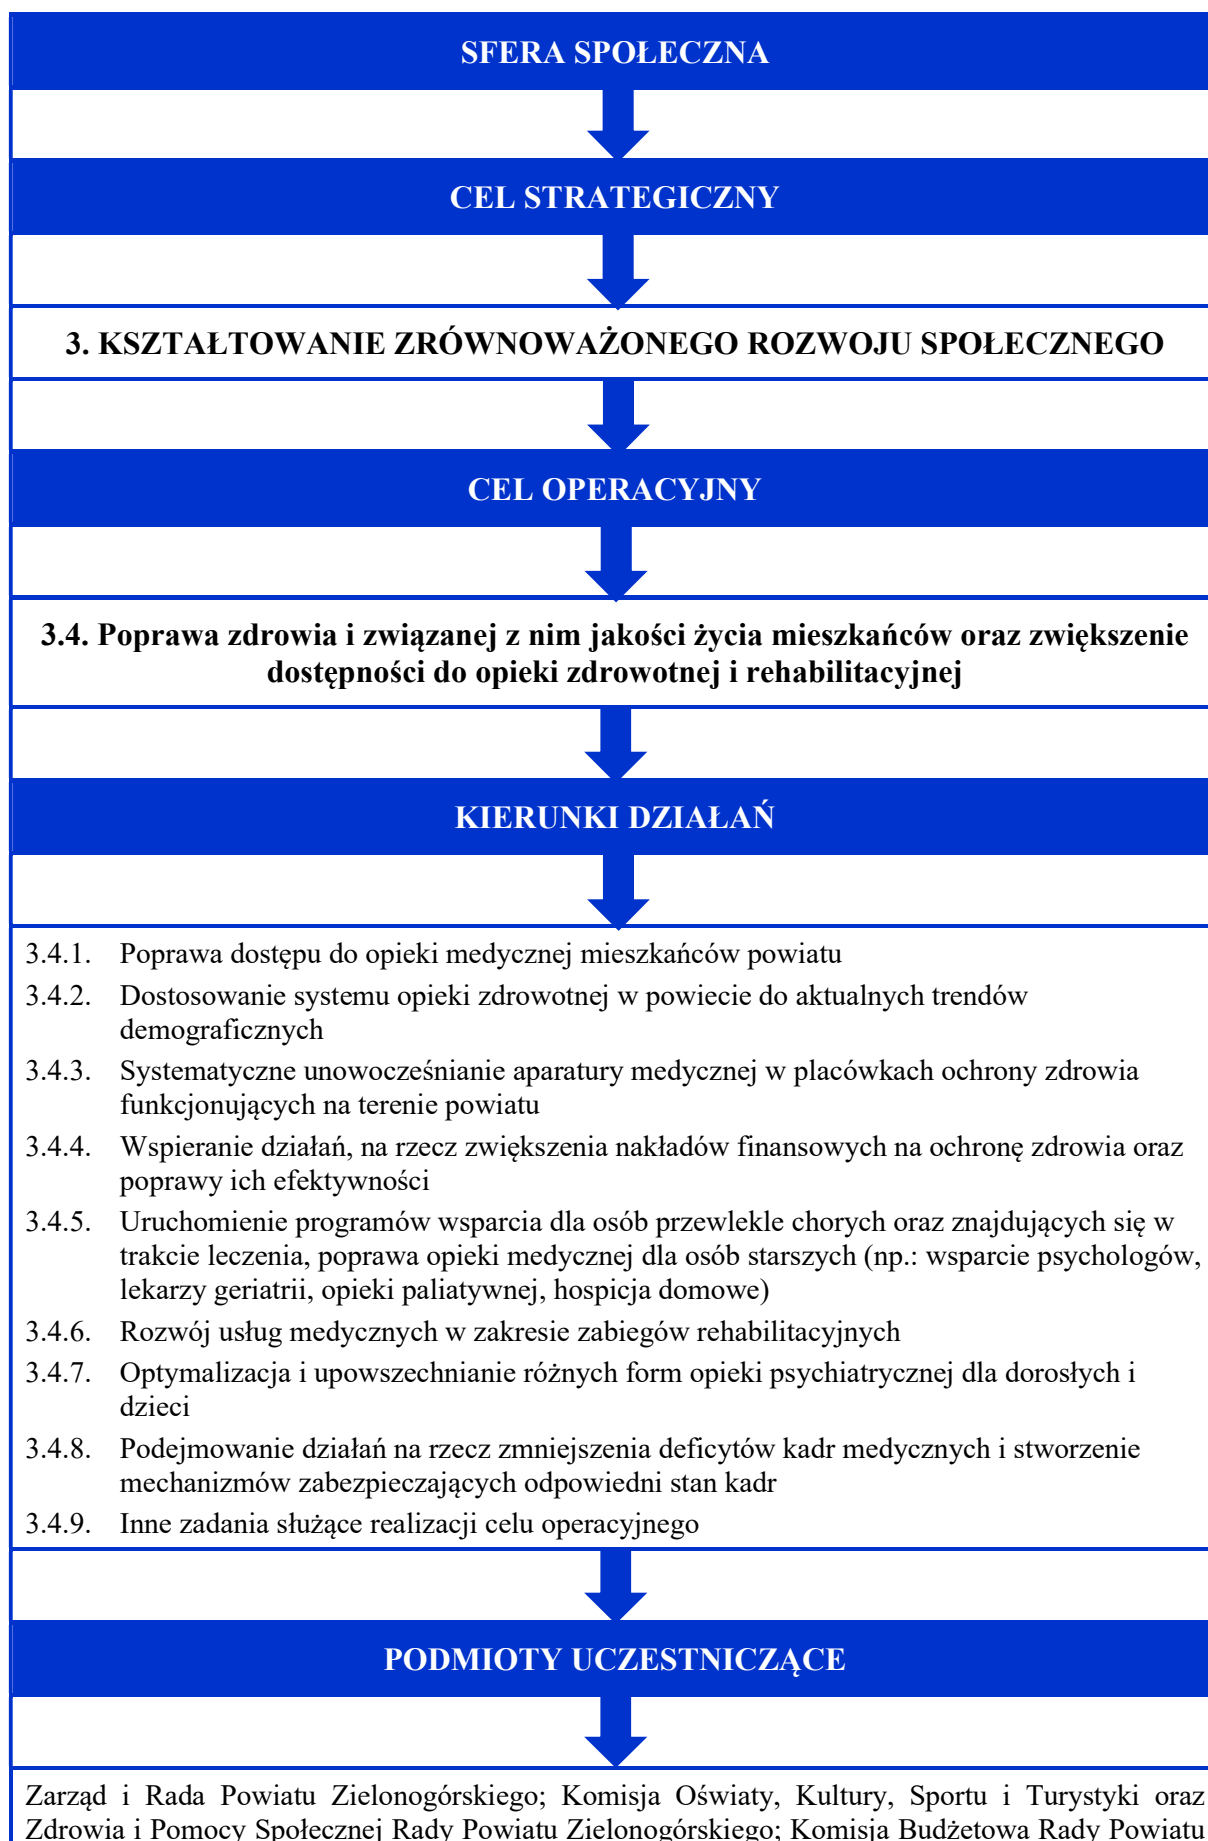 SFERA SPOŁECZNA
CEL STRATEGICZNY
3. KSZTAŁTOWANIE ZRÓWNOWAŻONEGO ROZWOJU SPOŁECZNEGO
CEL OPERACYJNY
3.4. Poprawa zdrowia i związanej z nim jakości życia mieszkańców oraz zwiększenie
dostępności do opieki zdrowotnej i rehabilitacyjnej
KIERUNKI DZIAŁAŃ
3.4.1. Poprawa dostępu do opieki medycznej mieszkańców powiatu
3.4.2. Dostosowanie systemu opieki zdrowotnej w powiecie do aktualnych trendów
demograficznych
3.4.3. Systematyczne unowocześnianie aparatury medycznej w placówkach ochrony zdrowia
funkcjonujących na terenie powiatu
3.4.4. Wspieranie działań, na rzecz zwiększenia nakładów finansowych na ochronę zdrowia oraz
poprawy ich efektywności
3.4.5. Uruchomienie programów wsparcia dla osób przewlekle chorych oraz znajdujących się w
trakcie leczenia, poprawa opieki medycznej dla osób starszych (np.: wsparcie psychologów,
lekarzy geriatrii, opieki paliatywnej, hospicja domowe)
3.4.6. Rozwój usług medycznych w zakresie zabiegów rehabilitacyjnych
3.4.7. Optymalizacja i upowszechnianie różnych form opieki psychiatrycznej dla dorosłych i
dzieci
3.4.8. Podejmowanie działań na rzecz zmniejszenia deficytów kadr medycznych i stworzenie
mechanizmów zabezpieczających odpowiedni stan kadr
3.4.9. Inne zadania służące realizacji celu operacyjnego
PODMIOTY UCZESTNICZĄCE
Zarząd i Rada Powiatu Zielonogórskiego; Komisja Oświaty, Kultury, Sportu i Turystyki oraz
Zdrowia i Pomocy Społecznej Rady Powiatu Zielonogórskiego; Komisja Budżetowa Rady Powiatu